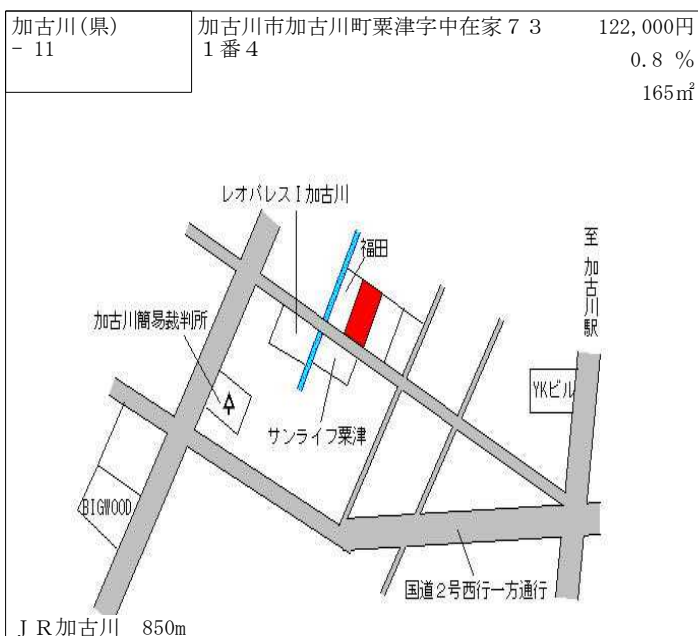 加古川(県)
- 11
加古川市加古川町粟津字中在家７３
１番４
122,000円
0.8 %
165㎡
レオパレスⅠ加古川
福田
至 加古川駅
加古川簡易裁判所
YKビル
サンライフ粟津
BIGWOOD
国道２号西行一方通行
ＪＲ加古川 850m